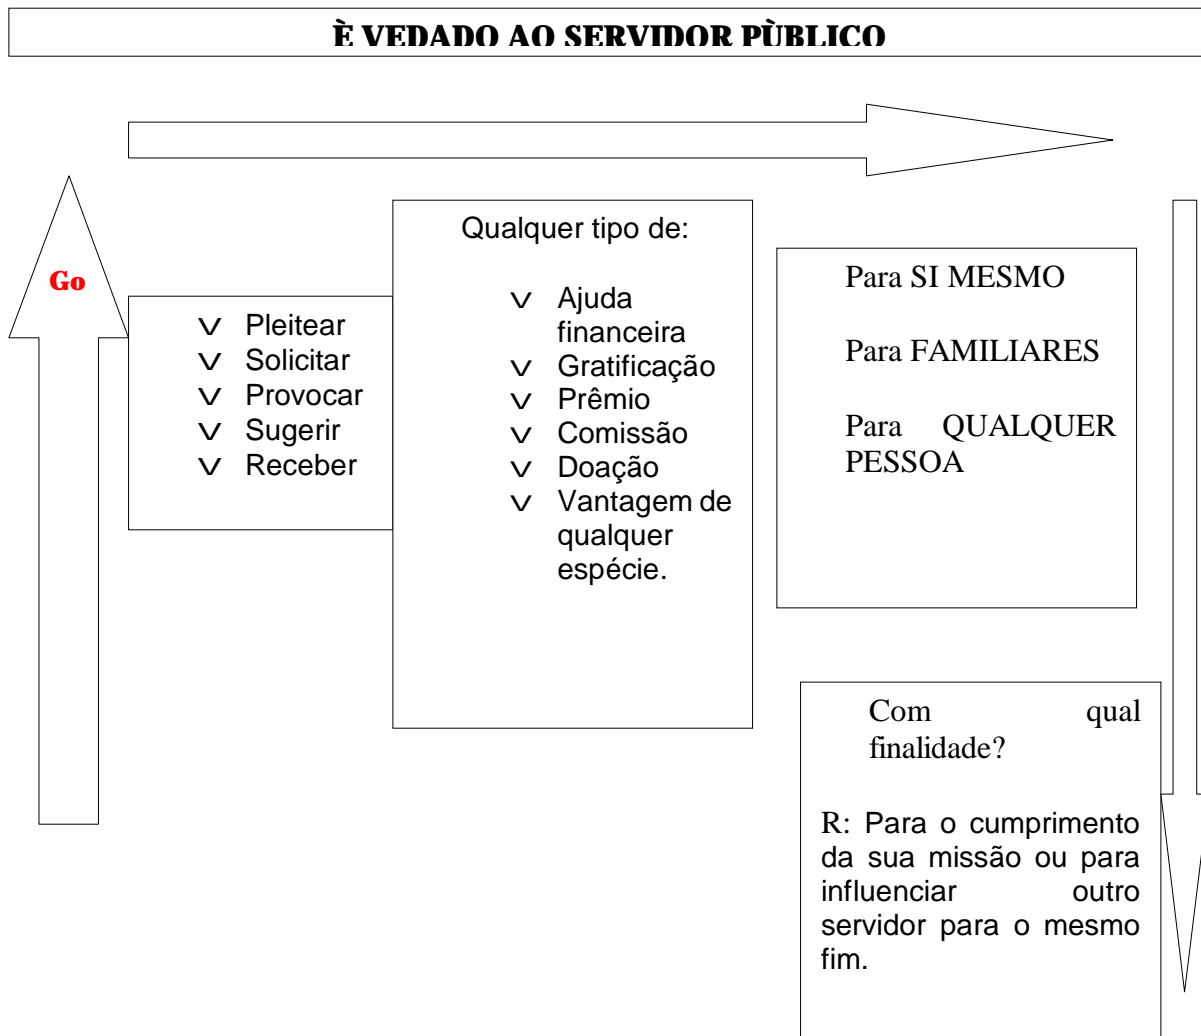 È VEDADO AO SERVIDOR PÙBLICO
Go
v Pleitear
v Solicitar
v Provocar
v Sugerir
v Receber
Qualquer tipo de:
v Ajuda
financeira
v Gratificação
v Prêmio
v Comissão
v Doação
v Vantagem de
qualquer
espécie.
Para SI MESMO
Para FAMILIARES
Para QUALQUER
PESSOA
Com qual
finalidade?
R: Para o cumprimento
da sua missão ou para
influenciar outro
servidor para o mesmo
fim.